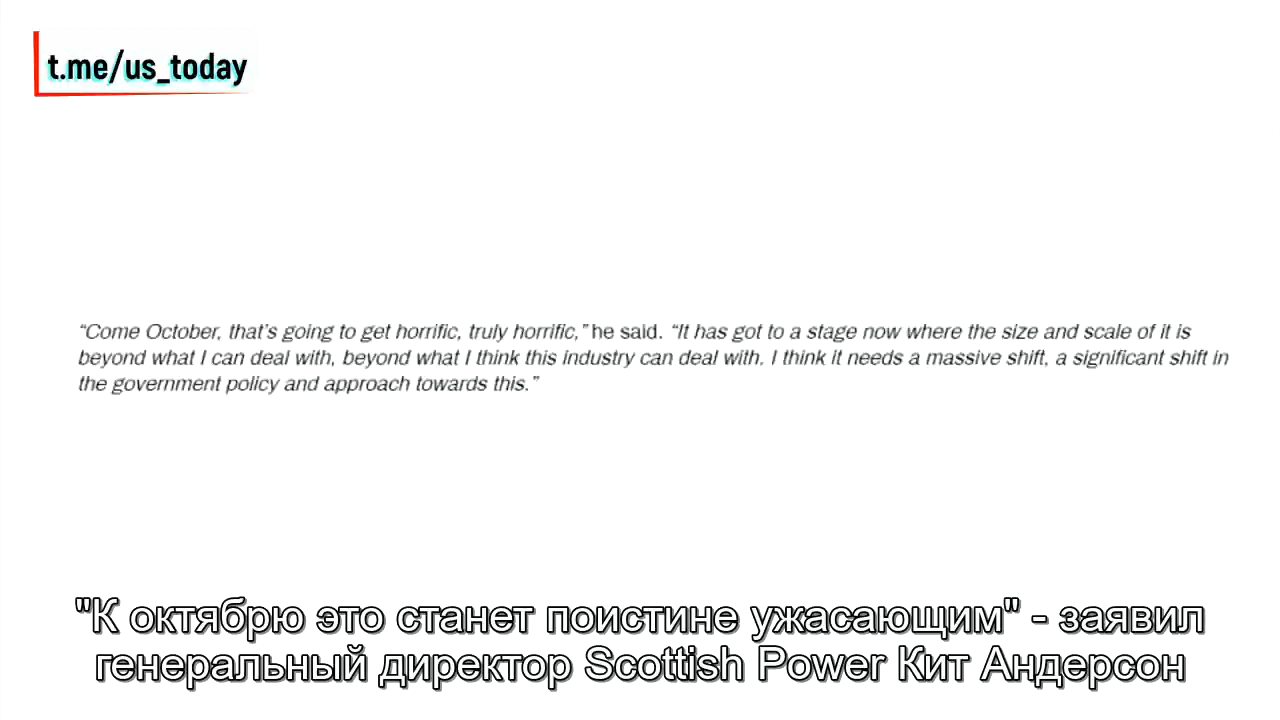 t.me/us_today
“Come October, that’s going to get horrific, truly horrific,” he said. “It has got to a stage now where the size and scale of it is
beyond what I can deal with, beyond what I think this industry can deal with. I think it needs a massive shift, a significant shift in
the government policy and approach towards this.”
"К октябрю это станет поистине ужасающим" - заявил
генеральный директор Scottish Power Кит Андерсон